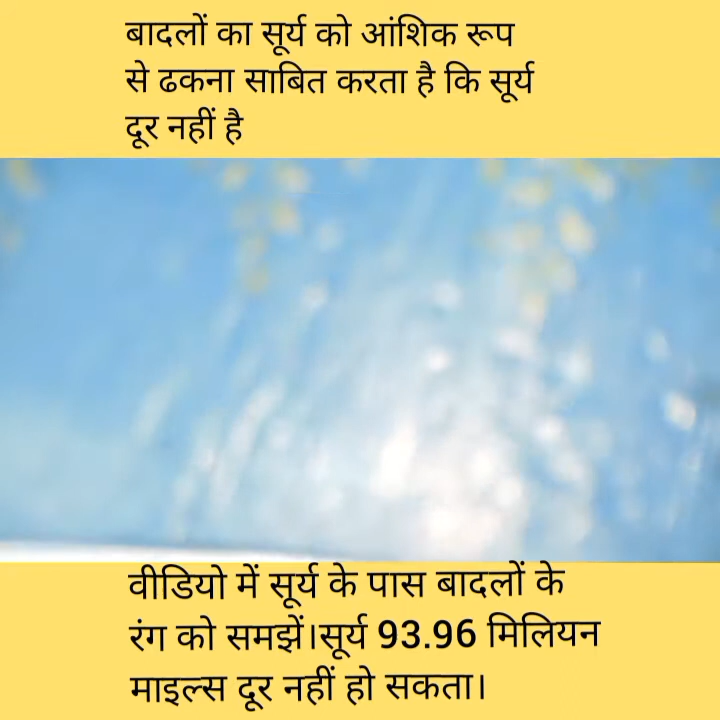 बादलों का सूर्य को आंशिक रूप
से ढकना साबित करता है कि सूर्य
दूर नहीं है
वीडियो में सूर्य के पास बादलों के
रंग को समझें।सूर्य 93.96 मिलियन
माइल्स दूर नहीं हो सकता।